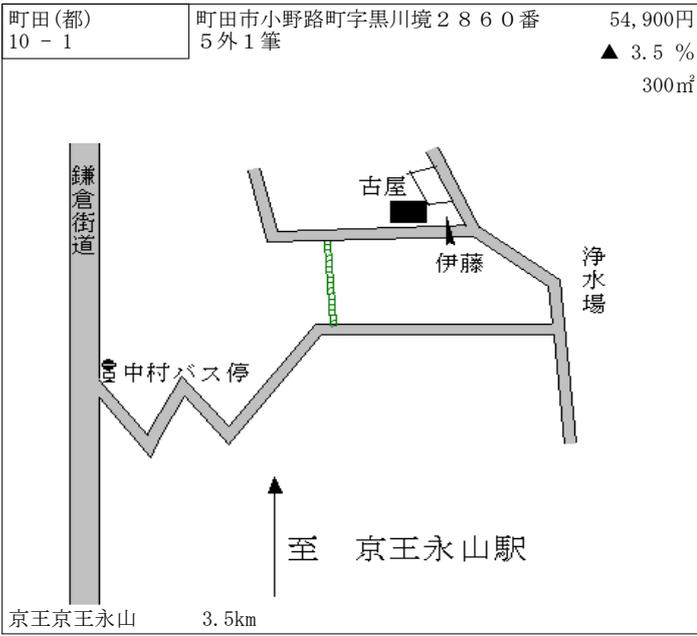 町田(都)
10 - 1
町田市小野路町字黒川境２８６０番
５外１筆
54,900円
▲ 3.5 %
300㎡
鎌倉街道
古屋
伊藤
浄水場
中村バス停
至　京王永山駅
京王京王永山　3.5km